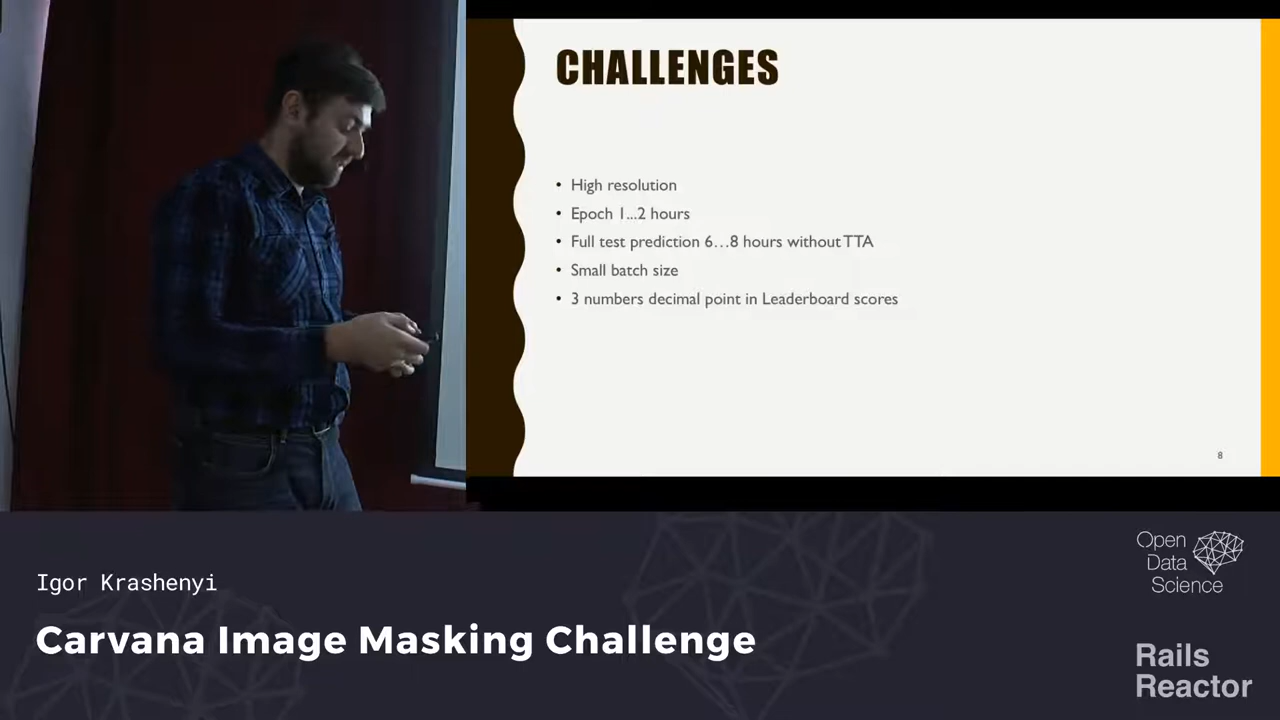 CHALLENGES
• High resolution
• Epoch 1...2 hours
• Full test prediction 6...8 hours without TTA
• Small batch size
• 3 numbers decimal point in Leaderboard scores
8
Igor Krashenyi
Carvana Image Masking Challenge
Open
Data
Science
Rails
Reactor